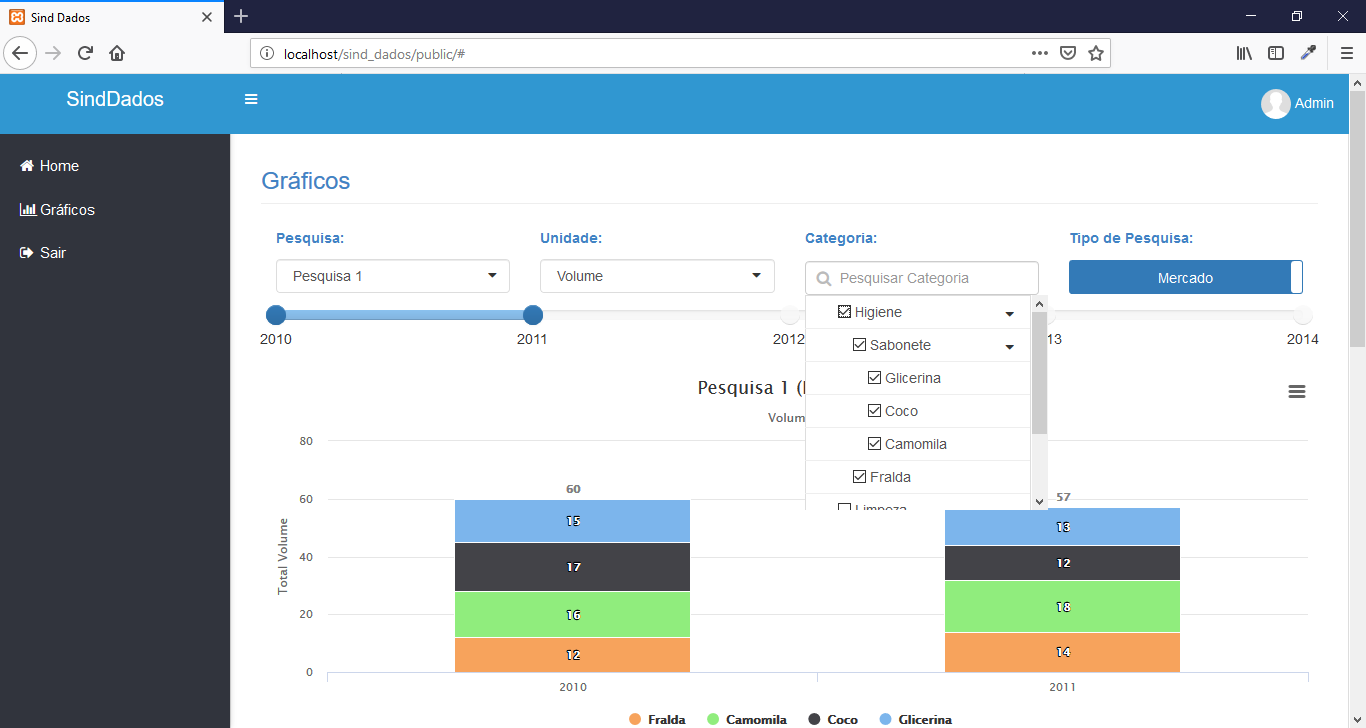 Sind Dados
localhost/sind_dados/public/#
SindDados
Admin
Home
Gráficos
Sair
Gráficos
Pesquisa:
Unidade:
Categoria:
Tipo de Pesquisa:
Pesquisa 1
Volume
Pesquisar Categoria
Mercado
2010
2011
2012
13
2014
Higiene
Sabonete
Glicerina
Coco
Camomila
Fralda
Limpeza
Pesquisa 1 (
Volum
Total Volume
80
60
40
20
0
60
15
17
16
12
57
13
12
18
14
2010
2011
Fralda
Camomila
Coco
Glicerina